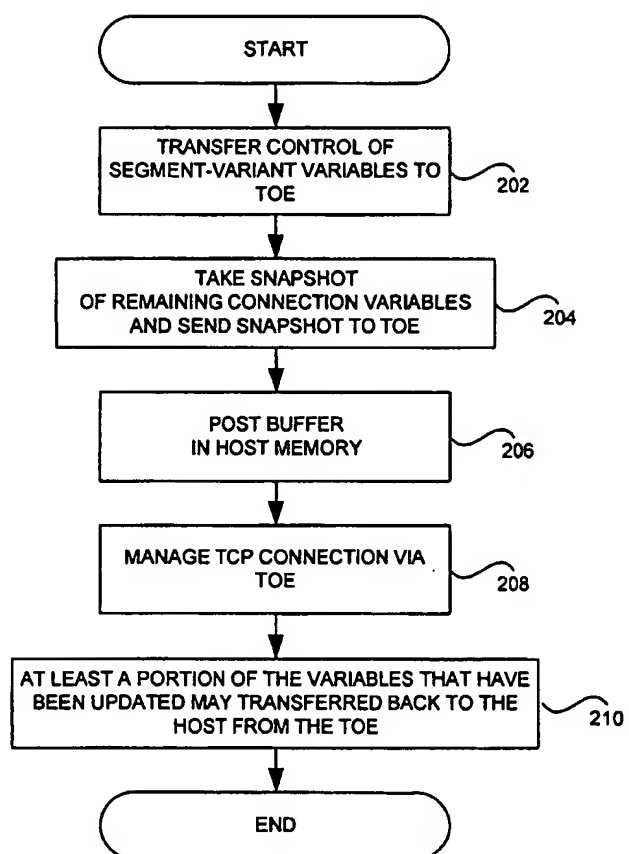 START
TRANSFER CONTROL OF
SEGMENT-VARIANT VARIABLES TO
TOE
202
TAKE SNAPSHOT
OF REMAINING CONNECTION VARIABLES
AND SEND SNAPSHOT TO TOE
204
POST BUFFER
IN HOST MEMORY
206
MANAGE TCP CONNECTION VIA
TOE
208
AT LEAST A PORTION OF THE VARIABLES THAT HAVE
BEEN UPDATED MAY TRANSFERRED BACK TO THE
HOST FROM THE TOE
210
END